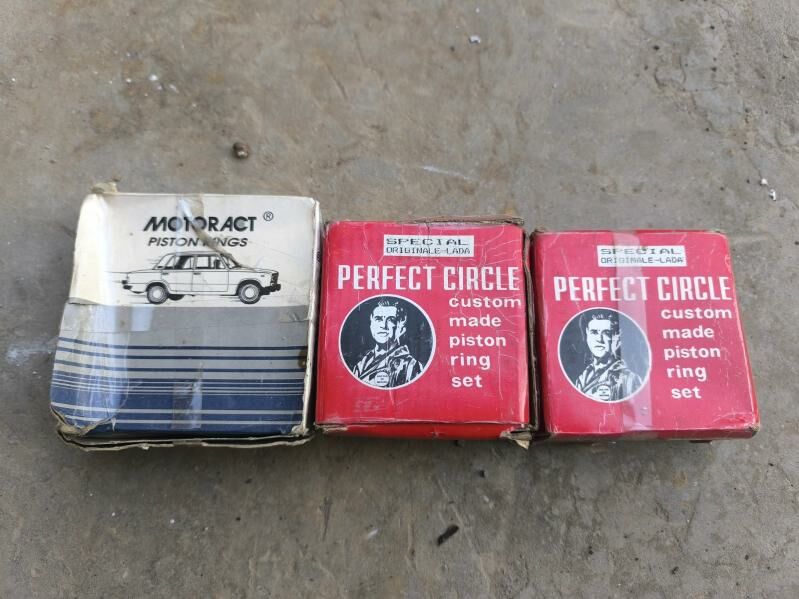 MOTORACT ®
PISTON RINGS
SPECIAL
ORIGINALE-LADA
PERFECT CIRCLE
custom
made
piston
ring
set
SPECIAL
ORIGINALE-LADA
PERFECT CIRCLE
custom
made
piston
ring
set